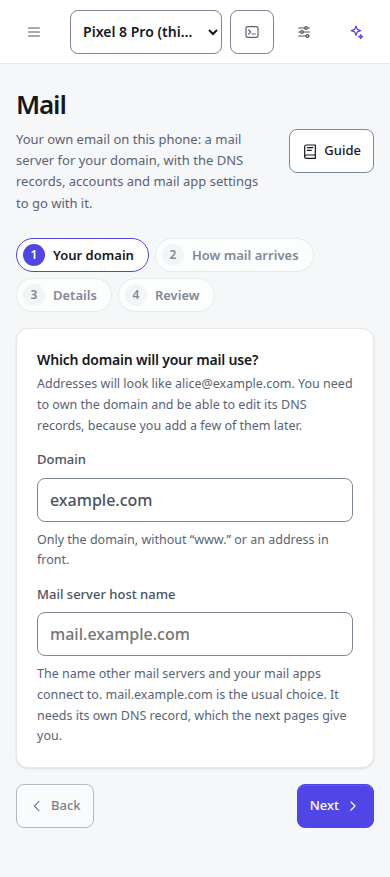 Pixel 8 Pro (thi...
Mail
Your own email on this phone: a mail
server for your domain, with the DNS
records, accounts and mail app settings
to go with it.
Guide
1 Your domain
2 How mail arrives
3 Details
4 Review
Which domain will your mail use?
Addresses will look like alice@example.com. You need
to own the domain and be able to edit its DNS
records, because you add a few of them later.
Domain
example.com
Only the domain, without “www.” or an address in
front.
Mail server host name
mail.example.com
The name other mail servers and your mail apps
connect to. mail.example.com is the usual choice. It
needs its own DNS record, which the next pages give
you.
Back
Next